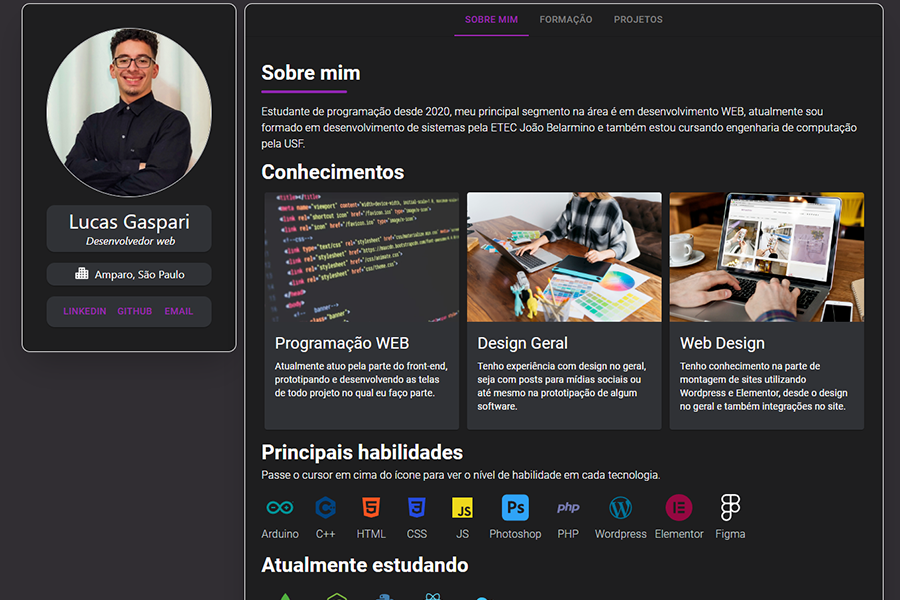 SOBRE MIM FORMAÇÃO PROJETOS
Lucas Gaspari
Desenvolvedor web
Amparo, São Paulo
LINKEDIN GITHUB EMAIL
Sobre mim
Estudante de programação desde 2020, meu principal segmento na área é em desenvolvimento WEB, atualmente sou
formado em desenvolvimento de sistemas pela ETEC João Belarmino e também estou cursando engenharia de computação
pela USF.
Conhecimentos
Programação WEB
Atualmente atuo pela parte do front-end,
prototipando e desenvolvendo as telas
de todo projeto no qual eu faço parte.
Design Geral
Tenho experiência com design no geral,
seja com posts para mídias sociais ou
até mesmo na prototipação de algum
software.
Web Design
Tenho conhecimento na parte de
montagem de sites utilizando
Wordpress e Elementor, desde o design
no geral e também integrações no site.
Principais habilidades
Passe o cursor em cima do ícone para ver o nível de habilidade em cada tecnologia.
JS Ps php
Arduino C++ HTML CSS JS Photoshop PHP Wordpress Elementor Figma
Atualmente estudando